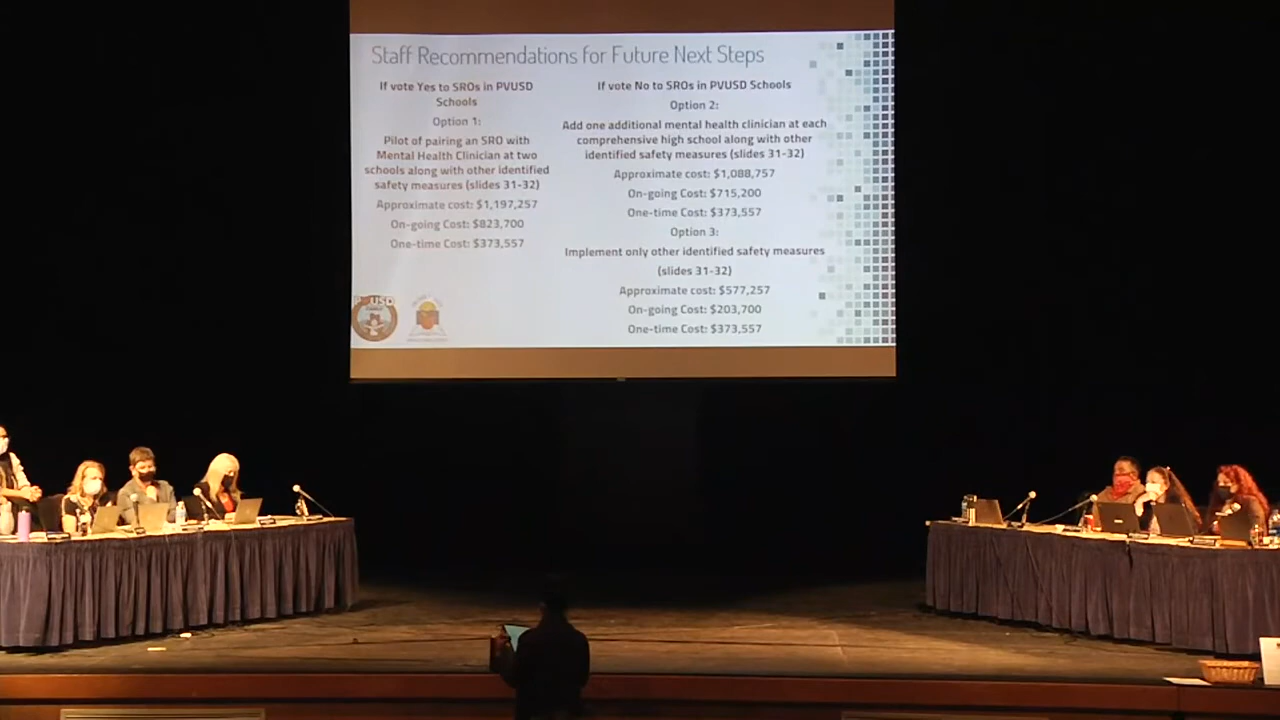 Staff Recommendations for Future Next Steps
If vote Yes to SROs in PVUSD
Schools
Option 1:
Pilot of pairing an SRO with
Mental Health Clinician at two
schools along with other identified
safety measures (slides 31-32)
Approximate cost: $1,197,257
On-going Cost: $823,700
One-time Cost: $373,557
If vote No to SROs in PVUSD Schools
Option 2:
Add one additional mental health clinician at each
comprehensive high school along with other
identified safety measures (slides 31-32)
Approximate cost: $1,088,757
On-going Cost: $715,200
One-time Cost: $373,557
Option 3:
Implement only other identified safety measures
(slides 31-32)
Approximate cost: $577,257
On-going Cost: $203,700
One-time Cost: $373,557